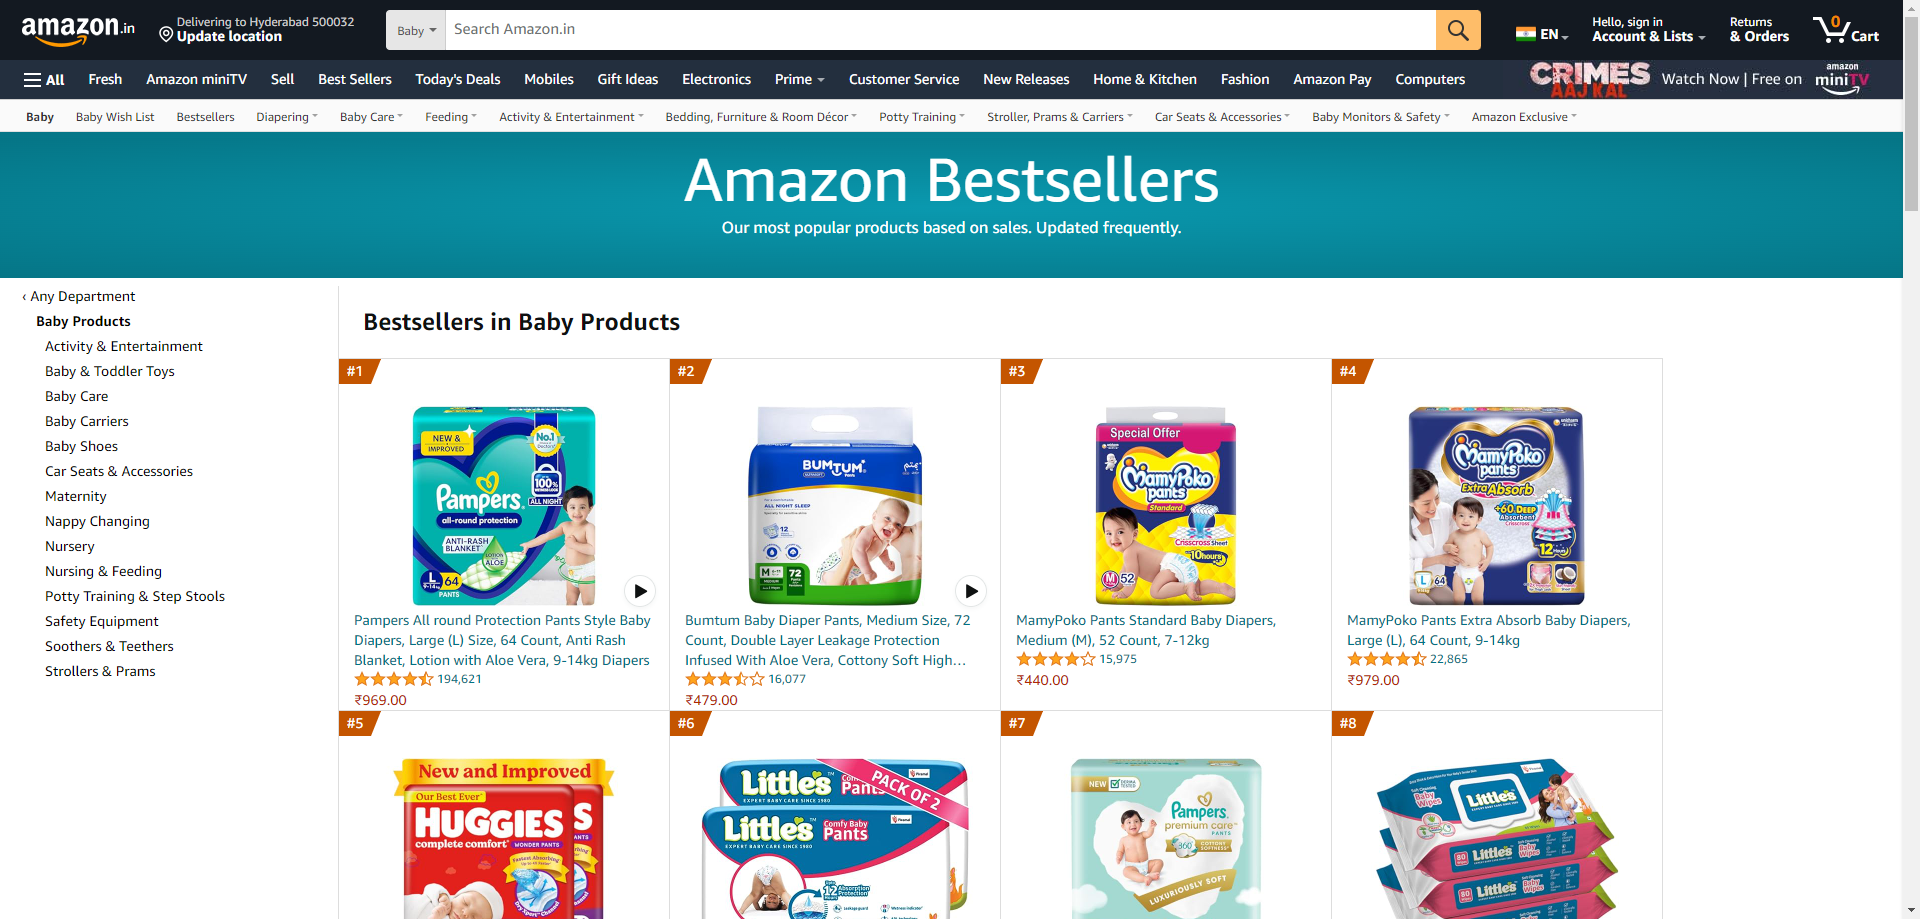 amazon.in
Delivering to Hyderabad 500032
Update location
Baby
Search Amazon.in
EN
Hello, sign in
Account & Lists
Returns
& Orders
0
Cart
All
Fresh
Amazon miniTV
Sell
Best Sellers
Today's Deals
Mobiles
Gift Ideas
Electronics
Prime
Customer Service
New Releases
Home & Kitchen
Fashion
Amazon Pay
Computers
CRIMES
AAJ KAL
Watch Now | Free on
amazon
miniTV
Baby
Baby Wish List
Bestsellers
Diapering
Baby Care
Feeding
Activity & Entertainment
Bedding, Furniture & Room Décor
Potty Training
Stroller, Prams & Carriers
Car Seats & Accessories
Baby Monitors & Safety
Amazon Exclusive
Amazon Bestsellers
Our most popular products based on sales. Updated frequently.
‹ Any Department
Baby Products
Activity & Entertainment
Baby & Toddler Toys
Baby Care
Baby Carriers
Baby Shoes
Car Seats & Accessories
Maternity
Nappy Changing
Nursery
Nursing & Feeding
Potty Training & Step Stools
Safety Equipment
Soothers & Teethers
Strollers & Prams
Bestsellers in Baby Products
#1
NEW &
IMPROVED
No.1
100%
ALL NIGHT
Pampers
all-round protection
ANTI-RASH
BLANKET
LOTION
ALOE
L
64
PANTS
Pampers All round Protection Pants Style Baby
Diapers, Large (L) Size, 64 Count, Anti Rash
Blanket, Lotion with Aloe Vera, 9-14kg Diapers
194,621
₹969.00
#2
BUMTUM
ALL NIGHT SLEEP
12
M
72
Bumtum Baby Diaper Pants, Medium Size, 72
Count, Double Layer Leakage Protection
Infused With Aloe Vera, Cottony Soft High…
16,077
₹479.00
#3
Special Offer
MamyPoko
pants
Standard
Crisscross Sheet
10hours
M 52
MamyPoko Pants Standard Baby Diapers,
Medium (M), 52 Count, 7-12kg
15,975
₹440.00
#4
MamyPoko
pants
Extra Absorb
+60 DEEP
Absorbent
Crisscross
12
L 64
MamyPoko Pants Extra Absorb Baby Diapers,
Large (L), 64 Count, 9-14kg
22,865
₹979.00
#5
New and Improved
Our Best Ever
HUGGIES
complete comfort
WONDER PANTS
Fastest Absorbing
#6
Little's
EXPERT BABY CARE SINCE 1980
PACK OF 2
Little's
Comfy Baby
Pants
EXPERT BABY CARE SINCE 1980
12
Absorption
Protection
#7
NEW
DERMA
TESTED
Pampers
premium care
PANTS
360
COTTONY
SOFTNESS
LUXURIOUSLY SOFT
#8
Baby
Wipes
Little's
80
Little's
Baby
Wipes
80
Little's
Baby
Wipes